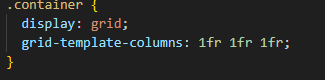 .container {
  display: grid;
  grid-template-columns: 1fr 1fr 1fr;
}